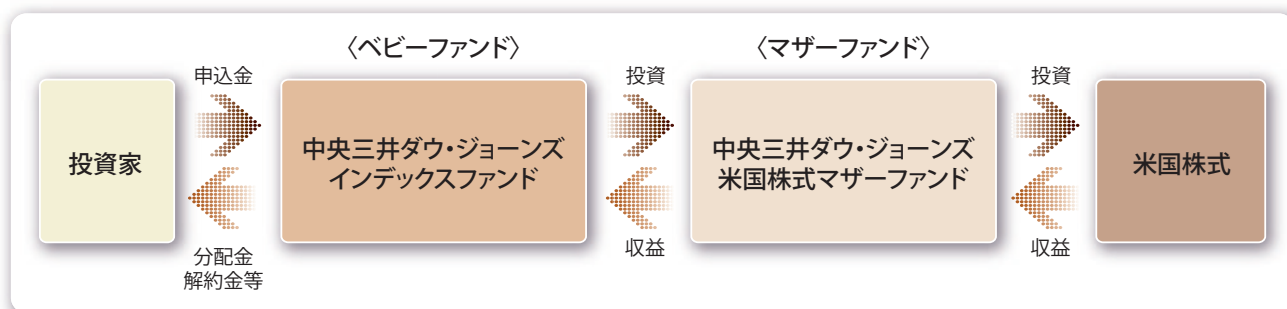 〈ベビーファンド〉
〈マザーファンド〉
申込金
投資
投資
投資家
中央三井ダウ・ジョーンズ
インデックスファンド
中央三井ダウ・ジョーンズ
米国株式マザーファンド
米国株式
分配金
解約金等
収益
収益